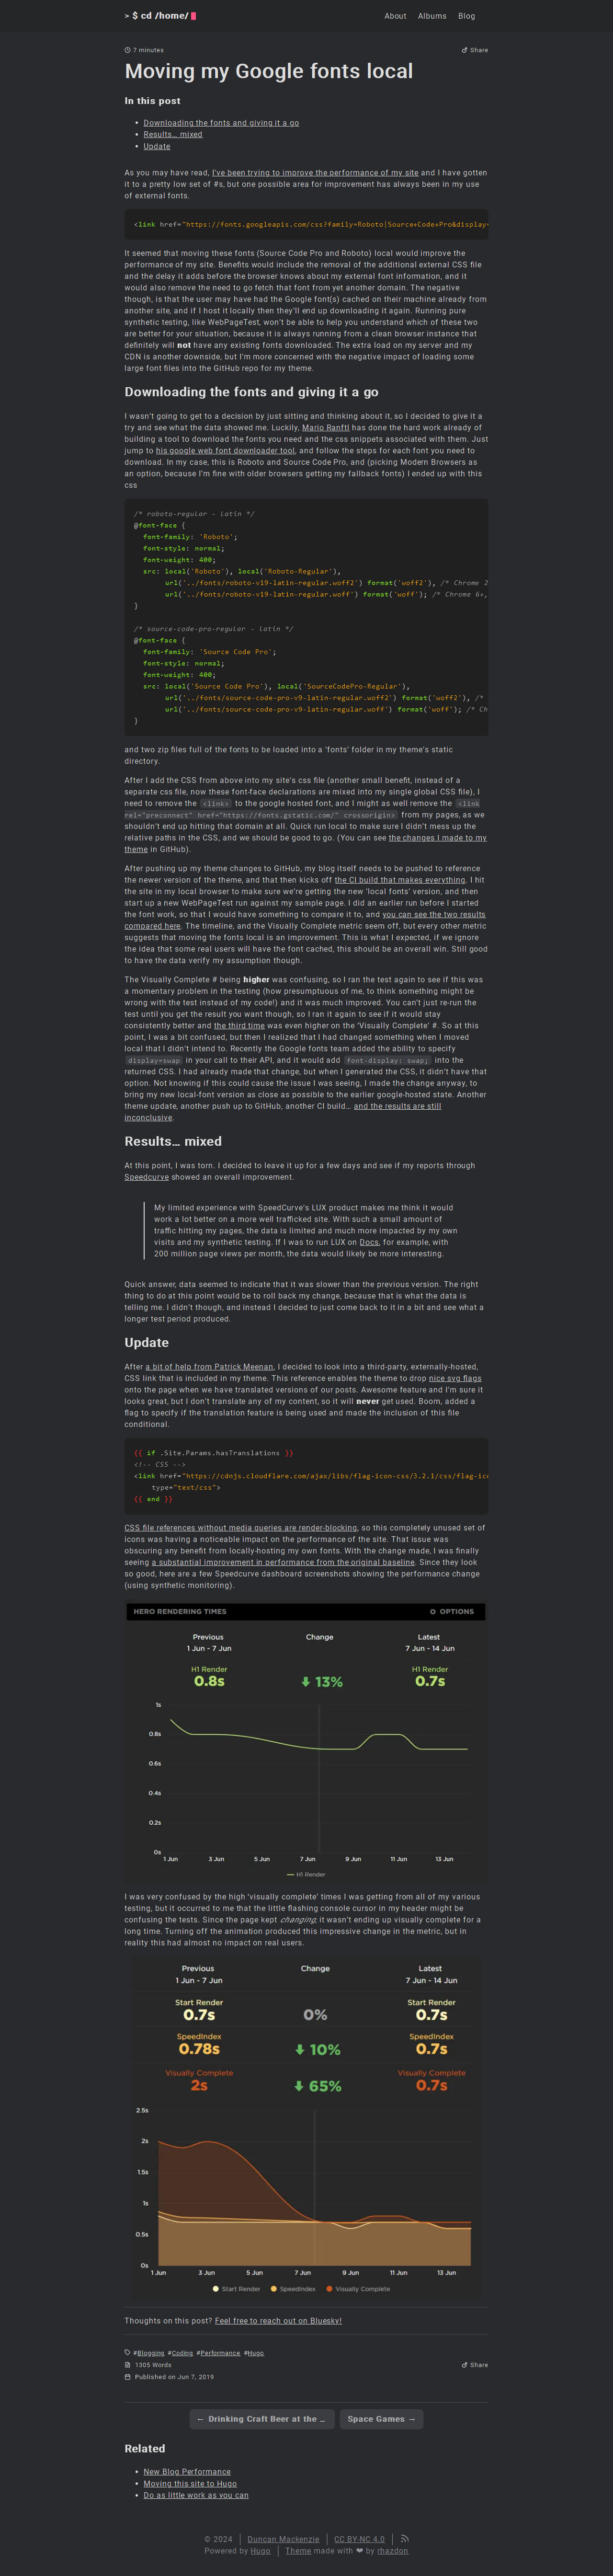 > $ cd /home/
About Albums Blog
7 minutes
Share
Moving my Google fonts local
In this post
Downloading the fonts and giving it a go
Results… mixed
Update
As you may have read, I've been trying to improve the performance of my site and I have gotten
it to a pretty low set of #s, but one possible area for improvement has always been in my use
of external fonts.
<link href="https://fonts.googleapis.com/css?family=Roboto|Source+Code+Pro&display=
It seemed that moving these fonts (Source Code Pro and Roboto) local would improve the
performance of my site. Benefits would include the removal of the additional external CSS file
and the delay it adds before the browser knows about my external font information, and it
would also remove the need to go fetch that font from yet another domain. The negative
though, is that the user may have had the Google font(s) cached on their machine already from
another site, and if I host it locally then they'll end up downloading it again. Running pure
synthetic testing, like WebPageTest, won't be able to help you understand which of these two
are better for your situation, because it is always running from a clean browser instance that
definitely will not have any existing fonts downloaded. The extra load on my server and my
CDN is another downside, but I'm more concerned with the negative impact of loading some
large font files into the GitHub repo for my theme.
Downloading the fonts and giving it a go
I wasn't going to get to a decision by just sitting and thinking about it, so I decided to give it a
try and see what the data showed me. Luckily, Mario Ranftl has done the hard work already of
building a tool to download the fonts you need and the css snippets associated with them. Just
jump to his google web font downloader tool, and follow the steps for each font you need to
download. In my case, this is Roboto and Source Code Pro, and (picking Modern Browsers as
an option, because I'm fine with older browsers getting my fallback fonts) I ended up with this
css
/* roboto-regular - latin */
@font-face {
font-family: 'Roboto';
font-style: normal;
font-weight: 400;
src: local('Roboto'), local('Roboto-Regular'),
url('../fonts/roboto-v19-latin-regular.woff2') format('woff2'), /* Chrome 2
url('../fonts/roboto-v19-latin-regular.woff') format('woff'); /* Chrome 6+,
}
/* source-code-pro-regular - latin */
@font-face {
font-family: 'Source Code Pro';
font-style: normal;
font-weight: 400;
src: local('Source Code Pro'), local('SourceCodePro-Regular'),
url('../fonts/source-code-pro-v9-latin-regular.woff2') format('woff2'), /*
url('../fonts/source-code-pro-v9-latin-regular.woff') format('woff'); /* Ch
}
and two zip files full of the fonts to be loaded into a 'fonts' folder in my theme's static
directory.
After I add the CSS from above into my site's css file (another small benefit, instead of a
separate css file, now these font-face declarations are mixed into my single global CSS file), I
need to remove the <link> to the google hosted font, and I might as well remove the <link
rel="preconnect" href="https://fonts.gstatic.com/" crossorigin> from my pages, as we
shouldn't end up hitting that domain at all. Quick run local to make sure I didn't mess up the
relative paths in the CSS, and we should be good to go. (You can see the changes I made to my
theme in GitHub).
After pushing up my theme changes to GitHub, my blog itself needs to be pushed to reference
the newer version of the theme, and that then kicks off the CI build that makes everything. I hit
the site in my local browser to make sure we're getting the new 'local fonts' version, and then
start up a new WebPageTest run against my sample page. I did an earlier run before I started
the font work, so that I would have something to compare it to, and you can see the two results
compared here. The timeline, and the Visually Complete metric seem off, but every other metric
suggests that moving the fonts local is an improvement. This is what I expected, if we ignore
the idea that some real users will have the font cached, this should be an overall win. Still good
to have the data verify my assumption though.
The Visually Complete # being higher was confusing, so I ran the test again to see if this was
a momentary problem in the testing (how presumptuous of me, to think something might be
wrong with the test instead of my code!) and it was much improved. You can't just re-run the
test until you get the result you want though, so I ran it again to see if it would stay
consistently better and the third time was even higher on the 'Visually Complete' #. So at this
point, I was a bit confused, but then I realized that I had changed something when I moved
local that I didn't intend to. Recently the Google fonts team added the ability to specify
display=swap in your call to their API, and it would add font-display: swap; into the
returned CSS. I had already made that change, but when I generated the CSS, it didn't have that
option. Not knowing if this could cause the issue I was seeing, I made the change anyway, to
bring my new local-font version as close as possible to the earlier google-hosted state. Another
theme update, another push up to GitHub, another CI build… and the results are still
inconclusive.
Results… mixed
At this point, I was torn. I decided to leave it up for a few days and see if my reports through
Speedcurve showed an overall improvement.
My limited experience with SpeedCurve's LUX product makes me think it would
work a lot better on a more well trafficked site. With such a small amount of
traffic hitting my pages, the data is limited and much more impacted by my own
visits and my synthetic testing. If I was to run LUX on Docs, for example, with
200 million page views per month, the data would likely be more interesting.
Quick answer, data seemed to indicate that it was slower than the previous version. The right
thing to do at this point would be to roll back my change, because that is what the data is
telling me. I didn't though, and instead I decided to just come back to it in a bit and see what a
longer test period produced.
Update
After a bit of help from Patrick Meenan, I decided to look into a third-party, externally-hosted,
CSS link that is included in my theme. This reference enables the theme to drop nice svg flags
onto the page when we have translated versions of our posts. Awesome feature and I'm sure it
looks great, but I don't translate any of my content, so it will never get used. Boom, added a
flag to specify if the translation feature is being used and made the inclusion of this file
conditional.
{{ if .Site.Params.hasTranslations }}
<!-- CSS -->
<link href="https://cdnjs.cloudflare.com/ajax/libs/flag-icon-css/3.2.1/css/flag-ico
type="text/css">
{{ end }}
CSS file references without media queries are render-blocking, so this completely unused set of
icons was having a noticeable impact on the performance of the site. That issue was
obscuring any benefit from locally-hosting my own fonts. With the change made, I was finally
seeing a substantial improvement in performance from the original baseline. Since they look
so good, here are a few Speedcurve dashboard screenshots showing the performance change
(using synthetic monitoring).
HERO RENDERING TIMES
OPTIONS
Previous Change Latest
1 Jun - 7 Jun 7 Jun - 14 Jun
H1 Render H1 Render
0.8s 13% 0.7s
1s
0.8s
0.6s
0.4s
0.2s
0s
1 Jun 3 Jun 5 Jun 7 Jun 9 Jun 11 Jun 13 Jun
H1 Render
I was very confused by the high 'visually complete' times I was getting from all of my various
testing, but it occurred to me that the little flashing console cursor in my header might be
confusing the tests. Since the page kept changing, it wasn't ending up visually complete for a
long time. Turning off the animation produced this impressive change in the metric, but in
reality this had almost no impact on real users.
Previous Change Latest
1 Jun - 7 Jun 7 Jun - 14 Jun
Start Render Start Render
0.7s 0% 0.7s
SpeedIndex SpeedIndex
0.78s 10% 0.7s
Visually Complete Visually Complete
2s 65% 0.7s
2.5s
2s
1.5s
1s
0.5s
0s
1 Jun 3 Jun 5 Jun 7 Jun 9 Jun 11 Jun 13 Jun
Start Render SpeedIndex Visually Complete
Thoughts on this post? Feel free to reach out on Bluesky!
#Blogging #Coding #Performance #Hugo
1305 Words
Share
Published on Jun 7, 2019
← Drinking Craft Beer at the …
Space Games →
Related
New Blog Performance
Moving this site to Hugo
Do as little work as you can
© 2024 Duncan Mackenzie CC BY-NC 4.0
Powered by Hugo Theme made with ❤ by rhazdon